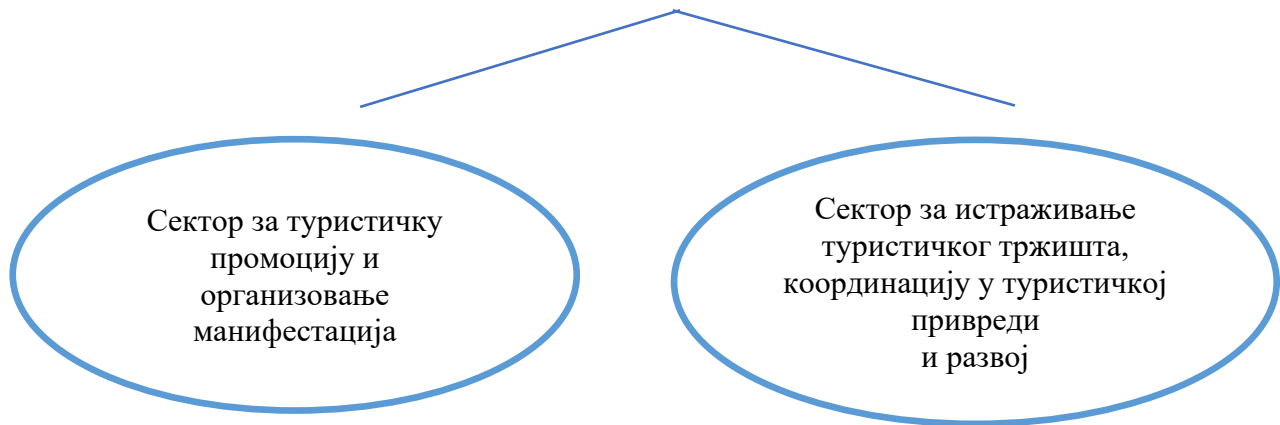 Сектор за туристичку
промоцију и
организовање
манифестација
Сектор за истраживање
туристичког тржишта,
координацију у туристичкој
привреди
и развој